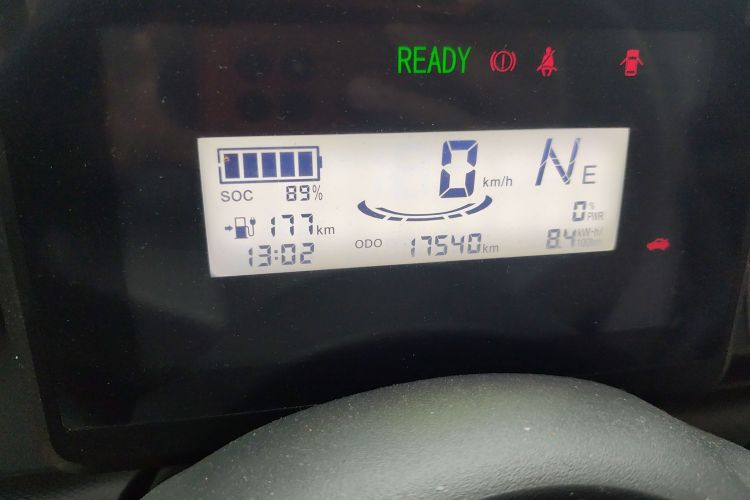 READY
SOC 89%
0 km/h
N E
177 km
0% PWR
13:02
ODO 17540 km
8.4 kW·h/100km